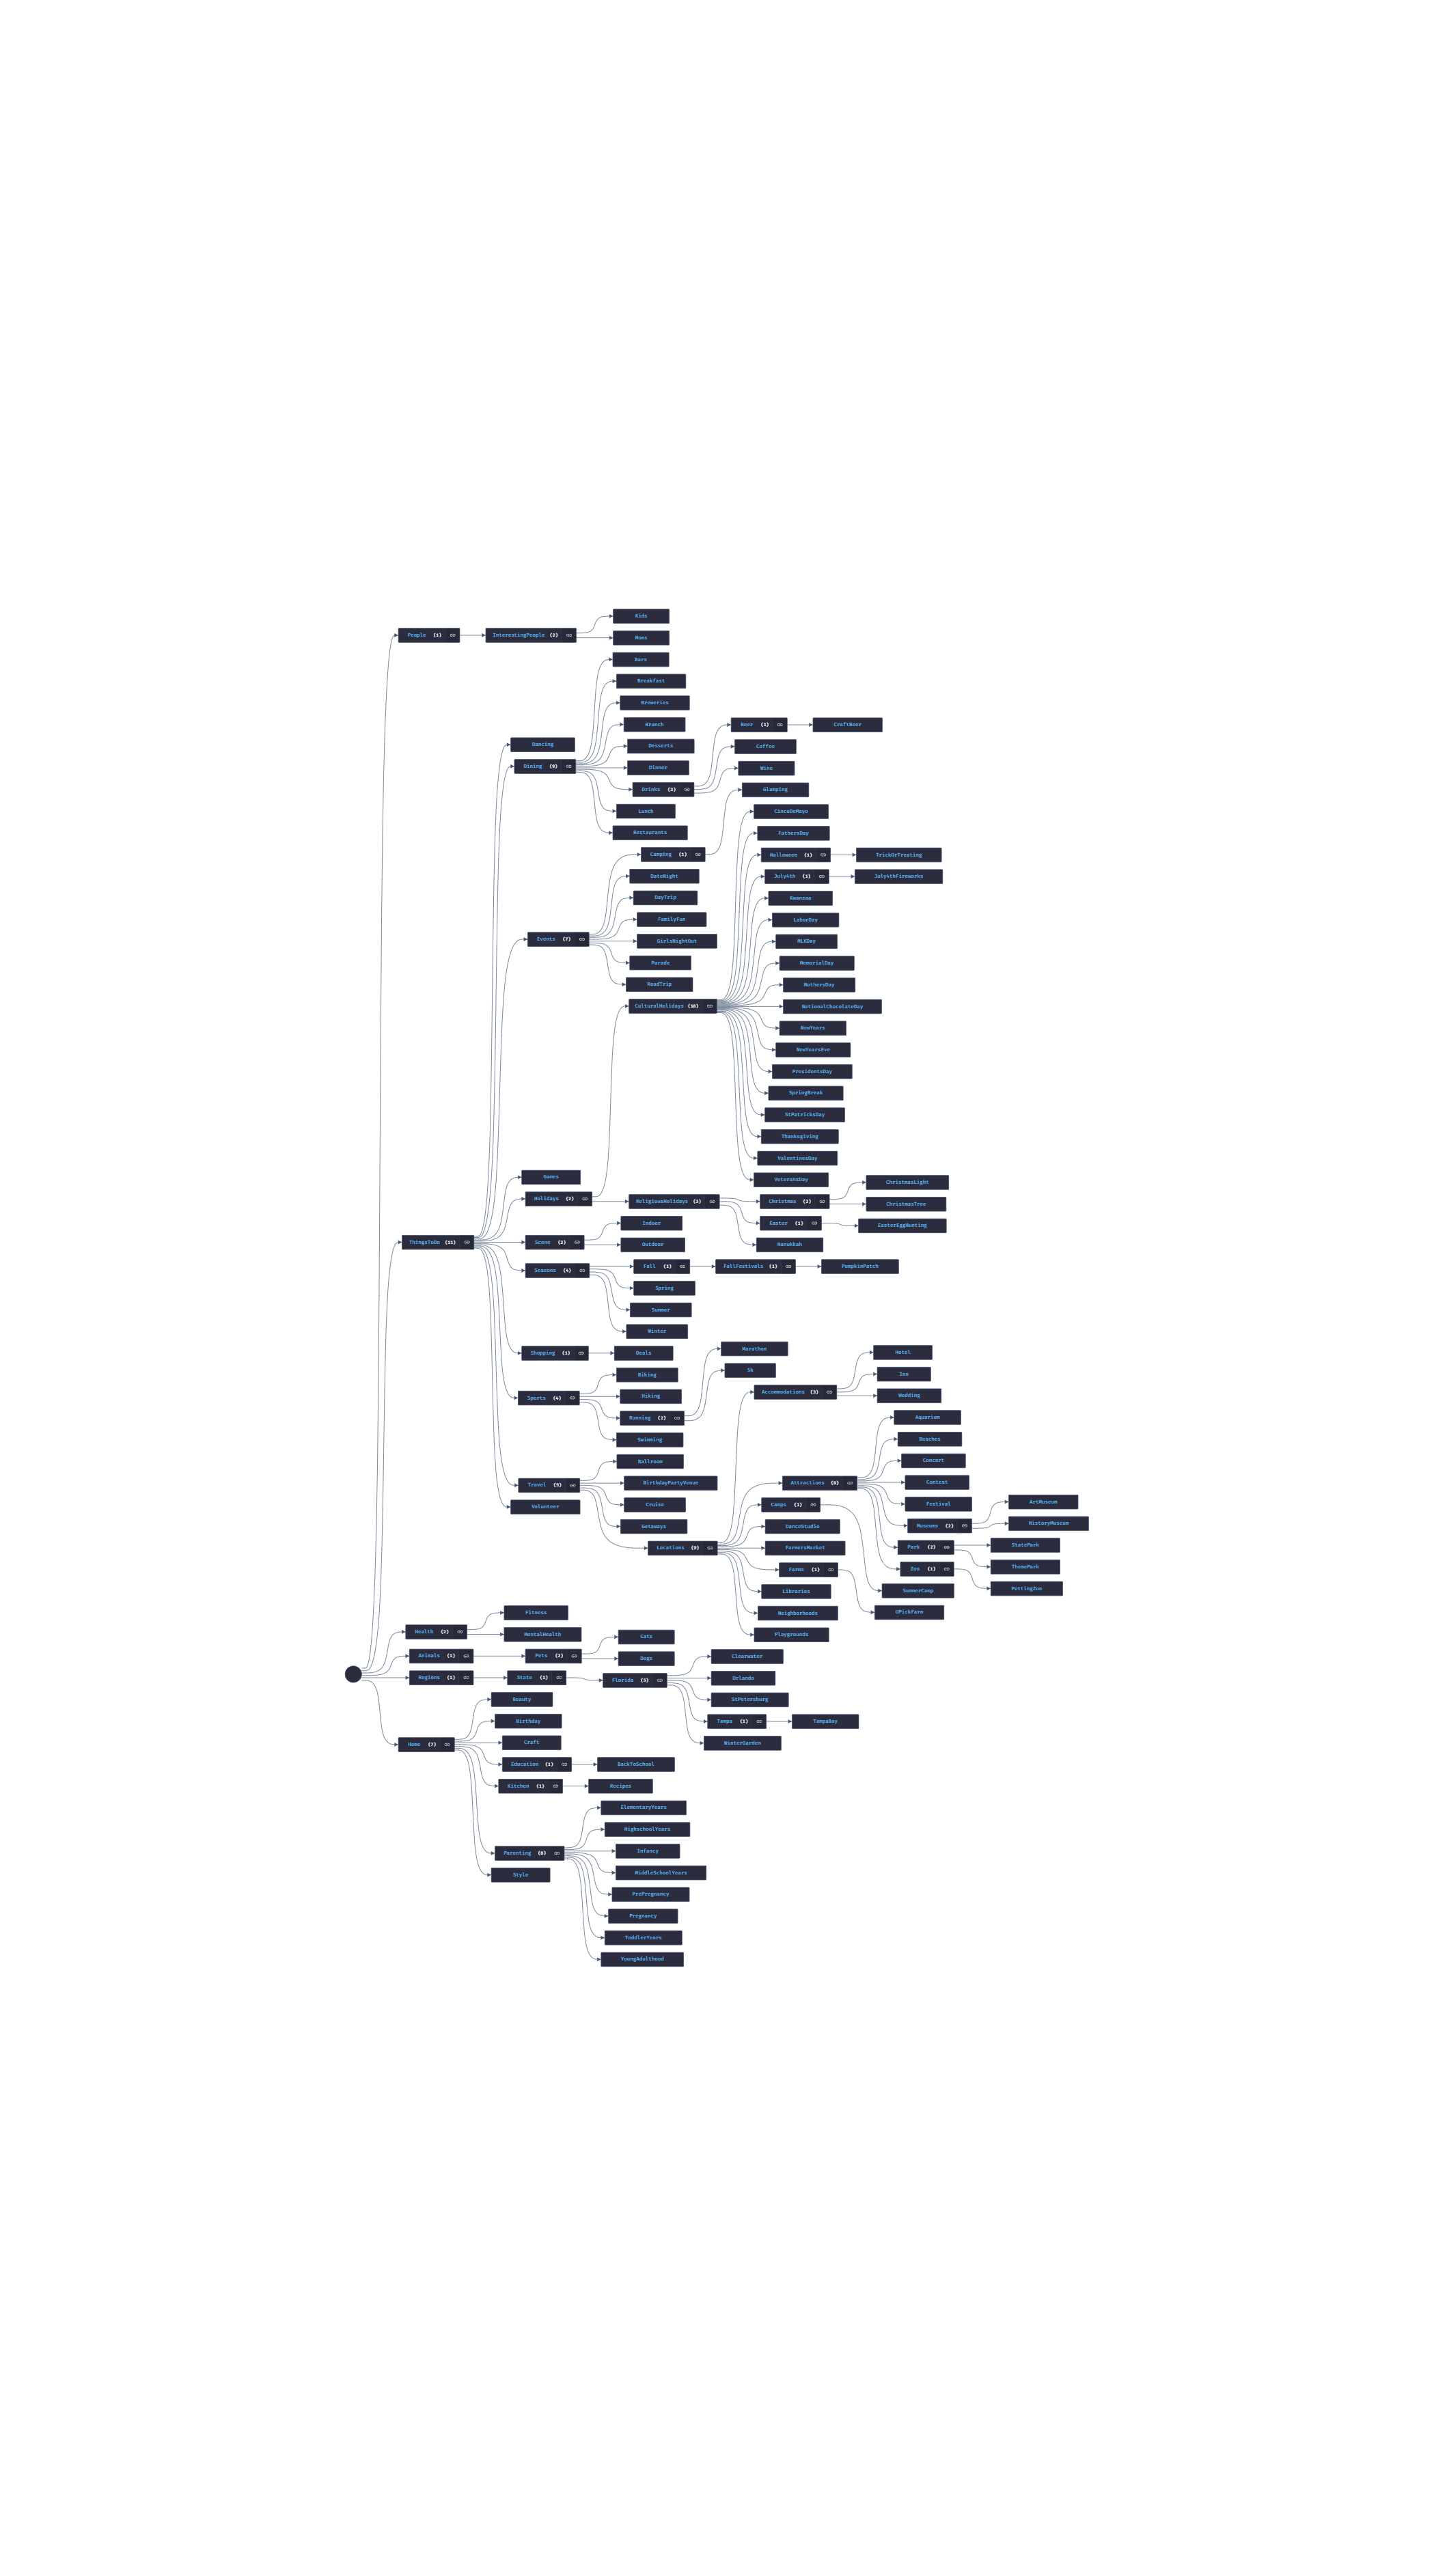 Kids
People (1)
InterestingPeople (2)
Moms
Bars
Breakfast
Breweries
Brunch
Beer (1)
CraftBeer
Dancing
Desserts
Coffee
Dining (9)
Dinner
Wine
Drinks (3)
Glamping
Lunch
CincoDeMayo
Restaurants
FathersDay
Camping (1)
Halloween (1)
TrickOrTreating
DateNight
July4th (1)
July4thFireworks
DayTrip
Kwanzaa
FamilyFun
LaborDay
Events (7)
GirlsNightOut
MLKDay
Parade
MemorialDay
RoadTrip
MothersDay
CulturalHolidays (18)
NationalChocolateDay
NewYears
NewYearsEve
PresidentsDay
SpringBreak
StPatricksDay
Thanksgiving
ValentinesDay
Games
VeteransDay
ChristmasLight
Holidays (2)
ReligiousHolidays (3)
Christmas (2)
ChristmasTree
Indoor
Easter (1)
EasterEggHunting
ThingsToDo (11)
Scene (2)
Outdoor
Hanukkah
Seasons (4)
Fall (1)
FallFestivals (1)
PumpkinPatch
Spring
Summer
Winter
Marathon
Shopping (1)
Deals
Hotel
Biking
5k
Inn
Sports (4)
Hiking
Accommodations (3)
Wedding
Running (2)
Aquarium
Swimming
Beaches
Ballroom
Concert
Travel (5)
BirthdayPartyVenue
Attractions (8)
Contest
Volunteer
Cruise
Camps (1)
Festival
ArtMuseum
Getaways
DanceStudio
Museums (2)
HistoryMuseum
Locations (9)
FarmersMarket
Park (2)
StatePark
Farms (1)
Zoo (1)
ThemePark
Libraries
SummerCamp
PettingZoo
Fitness
Neighborhoods
UPickFarm
Health (2)
MentalHealth
Cats
Playgrounds
Animals (1)
Pets (2)
Dogs
Clearwater
Regions (1)
State (1)
Florida (5)
Orlando
Beauty
StPetersburg
Birthday
Tampa (1)
TampaBay
Home (7)
Craft
WinterGarden
Education (1)
BackToSchool
Kitchen (1)
Recipes
ElementaryYears
HighschoolYears
Parenting (8)
Infancy
Style
MiddleSchoolYears
PrePregnancy
Pregnancy
ToddlerYears
YoungAdulthood